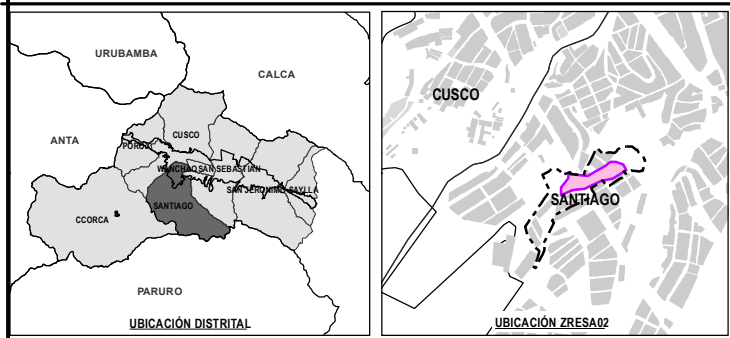 URUBAMBA
CALCA
ANTA
CUSCO
POROY
WANCHAQ
SAN SEBASTIAN
SAN JERONIMO
SAYLLA
SANTIAGO
CCORCA
PARURO
UBICACIÓN DISTRITAL
CUSCO
SANTIAGO
UBICACIÓN ZRESA02